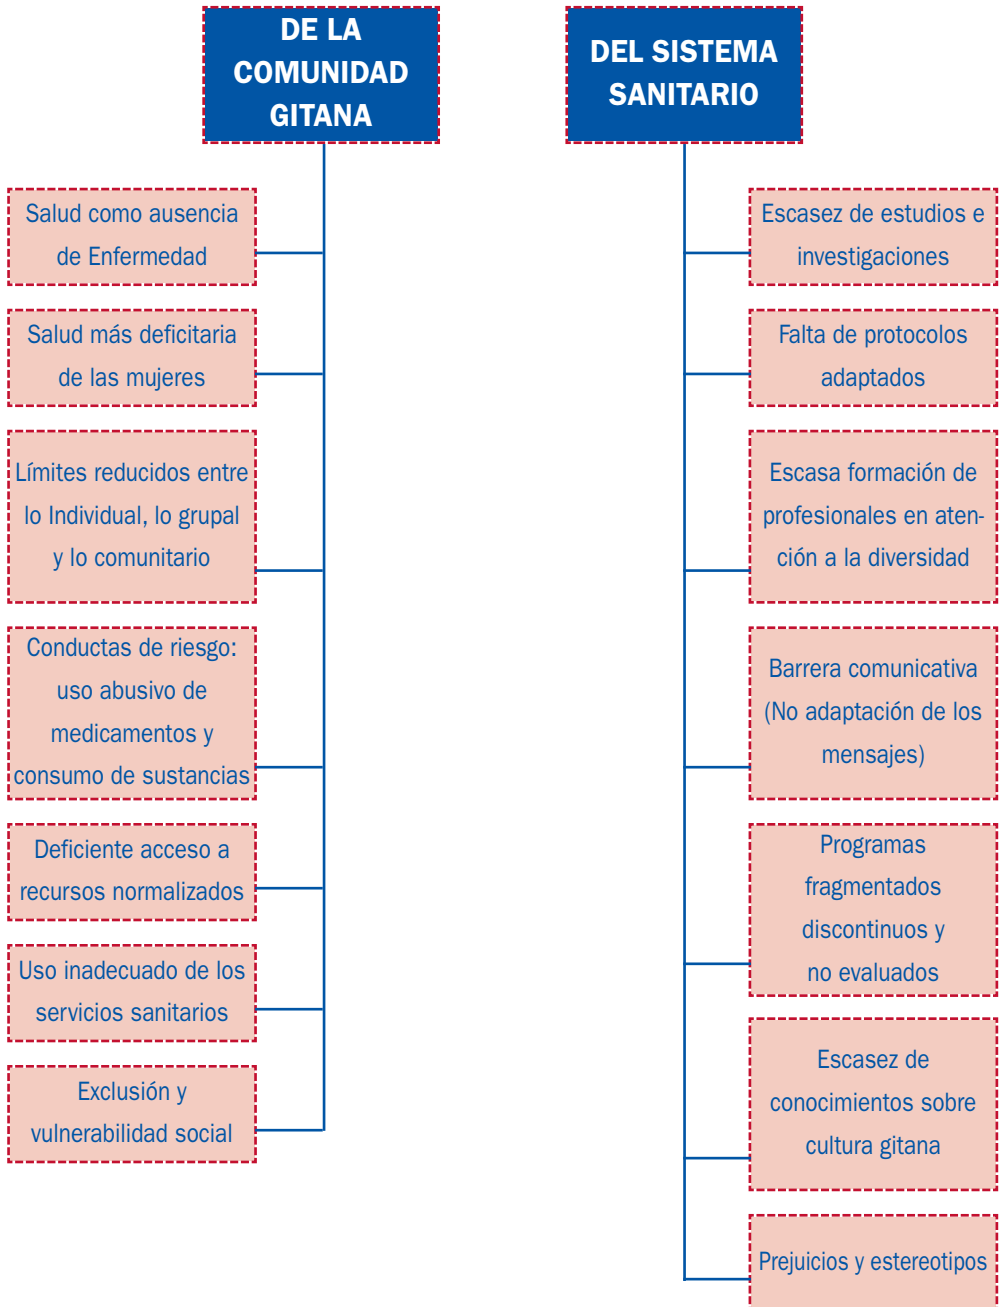 DE LA
COMUNIDAD
GITANA
Salud como ausencia
de Enfermedad
Salud más deficitaria
de las mujeres
Límites reducidos entre
lo Individual, lo grupal
y lo comunitario
Conductas de riesgo:
uso abusivo de
medicamentos y
consumo de sustancias
Deficiente acceso a
recursos normalizados
Uso inadecuado de los
servicios sanitarios
Exclusión y
vulnerabilidad social
DEL SISTEMA
SANITARIO
Escasez de estudios e
investigaciones
Falta de protocolos
adaptados
Escasa formación de
profesionales en aten-
ción a la diversidad
Barrera comunicativa
(No adaptación de los
mensajes)
Programas
fragmentados
discontinuos y
no evaluados
Escasez de
conocimientos sobre
cultura gitana
Prejuicios y estereotipos